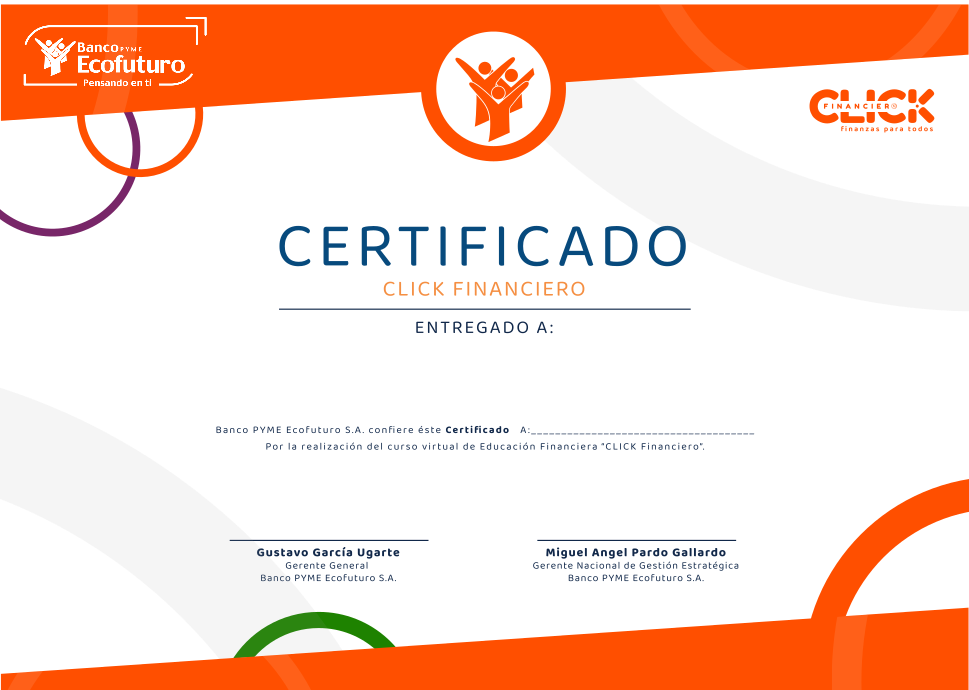 Banco PYME
Ecofuturo
Pensando en ti
CLICK
FINANCIERO
finanzas para todos
CERTIFICADO
CLICK FINANCIERO
ENTREGADO A:
Banco PYME Ecofuturo S.A. confiere éste Certificado A:_____________________________________
Por la realización del curso virtual de Educación Financiera "CLICK Financiero".
Gustavo García Ugarte
Gerente General
Banco PYME Ecofuturo S.A.
Miguel Angel Pardo Gallardo
Gerente Nacional de Gestión Estratégica
Banco PYME Ecofuturo S.A.